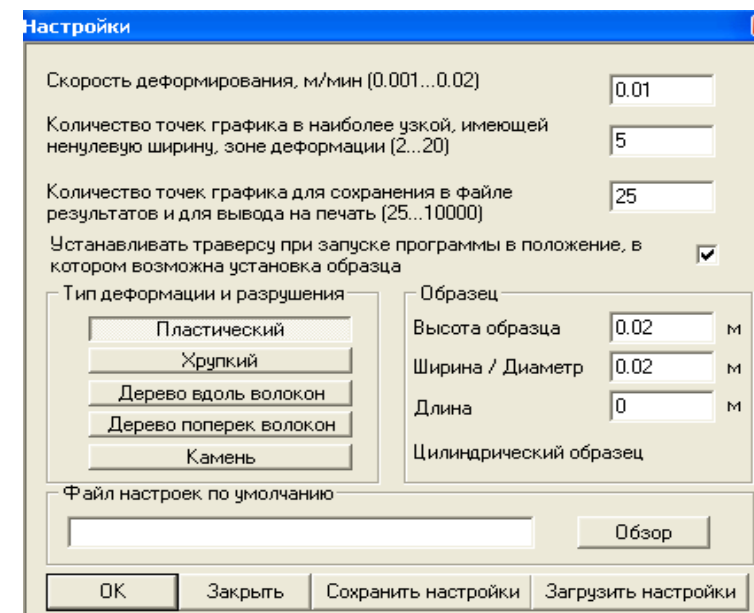 Настройки
Скорость деформирования, м/мин (0.001...0.02)
0.01
Количество точек графика в наиболее узкой, имеющей
ненулевую ширину, зоне деформации (2...20)
5
Количество точек графика для сохранения в файле
результатов и для вывода на печать (25...10000)
25
Устанавливать траверсу при запуске программы в положение, в
котором возможна установка образца
Тип деформации и разрушения
Пластический
Хрупкий
Дерево вдоль волокон
Дерево поперек волокон
Камень
Образец
Высота образца 0.02 м
Ширина / Диаметр 0.02 м
Длина 0 м
Цилиндрический образец
Файл настроек по умолчанию
Обзор
ОК Закрыть Сохранить настройки Загрузить настройки